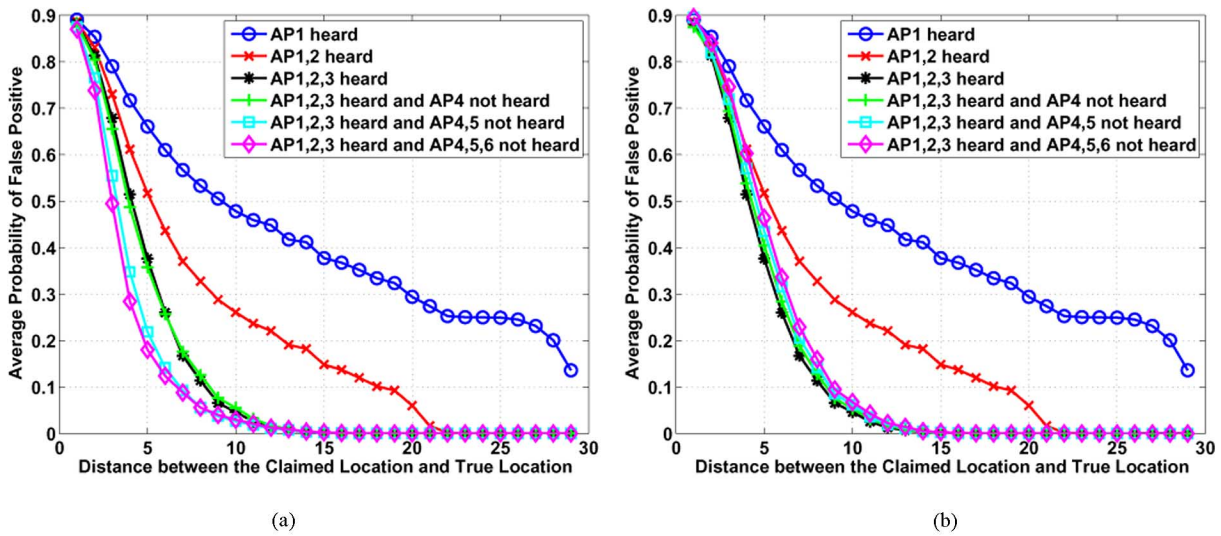 Average Probability of False Positive
0.9
0.8
0.7
0.6
0.5
0.4
0.3
0.2
0.1
0
AP1 heard
AP1,2 heard
AP1,2,3 heard
AP1,2,3 heard and AP4 not heard
AP1,2,3 heard and AP4,5 not heard
AP1,2,3 heard and AP4,5,6 not heard
0 5 10 15 20 25 30
Distance between the Claimed Location and True Location
(a)
Average Probability of False Positive
0.9
0.8
0.7
0.6
0.5
0.4
0.3
0.2
0.1
0
AP1 heard
AP1,2 heard
AP1,2,3 heard
AP1,2,3 heard and AP4 not heard
AP1,2,3 heard and AP4,5 not heard
AP1,2,3 heard and AP4,5,6 not heard
0 5 10 15 20 25 30
Distance between the Claimed Location and True Location
(b)